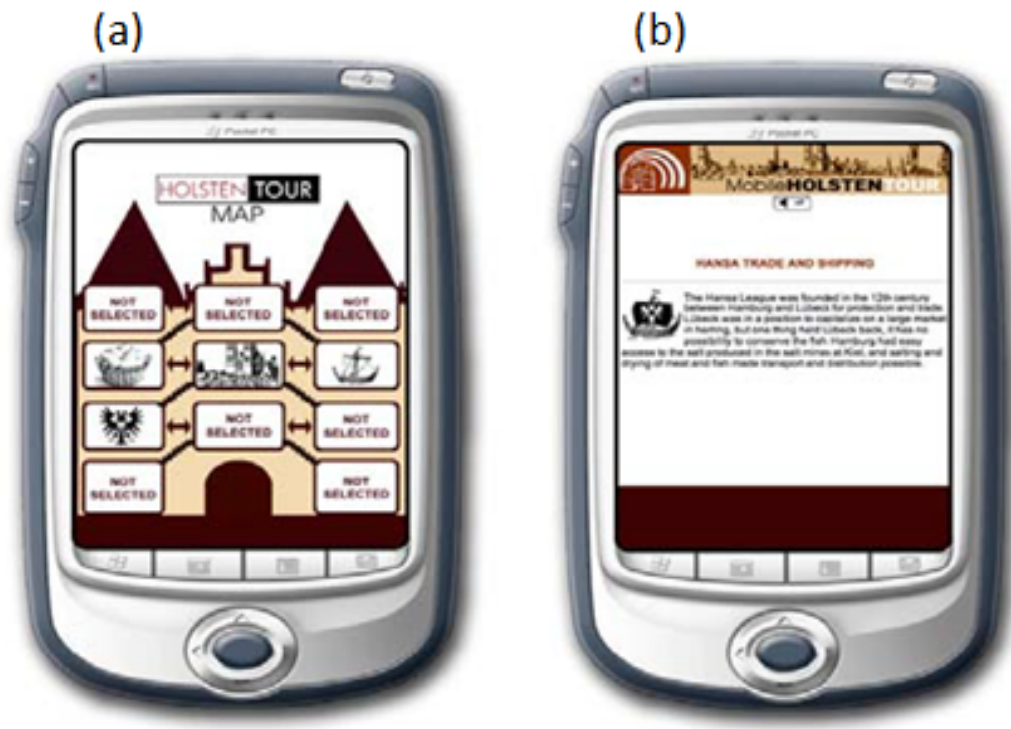 (a)
(b)
Pocket PC
Pocket PC
HOLSTEN TOUR
MAP
NOT SELECTED
NOT SELECTED
NOT SELECTED
NOT SELECTED
NOT SELECTED
NOT SELECTED
NOT SELECTED
MobileHOLSTENTOUR
HANSA TRADE AND SHIPPING
The Hansa League was founded in the 12th century
between Hamburg and Lübeck for protection and trade.
Lübeck was in a position to capitalize on a large market
in herring, but one thing held Lübeck back, it has no
possibility to conserve the fish. Hamburg had easy
access to the salt produced in the salt mines at Kiel, and salting and
drying of meat and fish made transport and distribution possible.